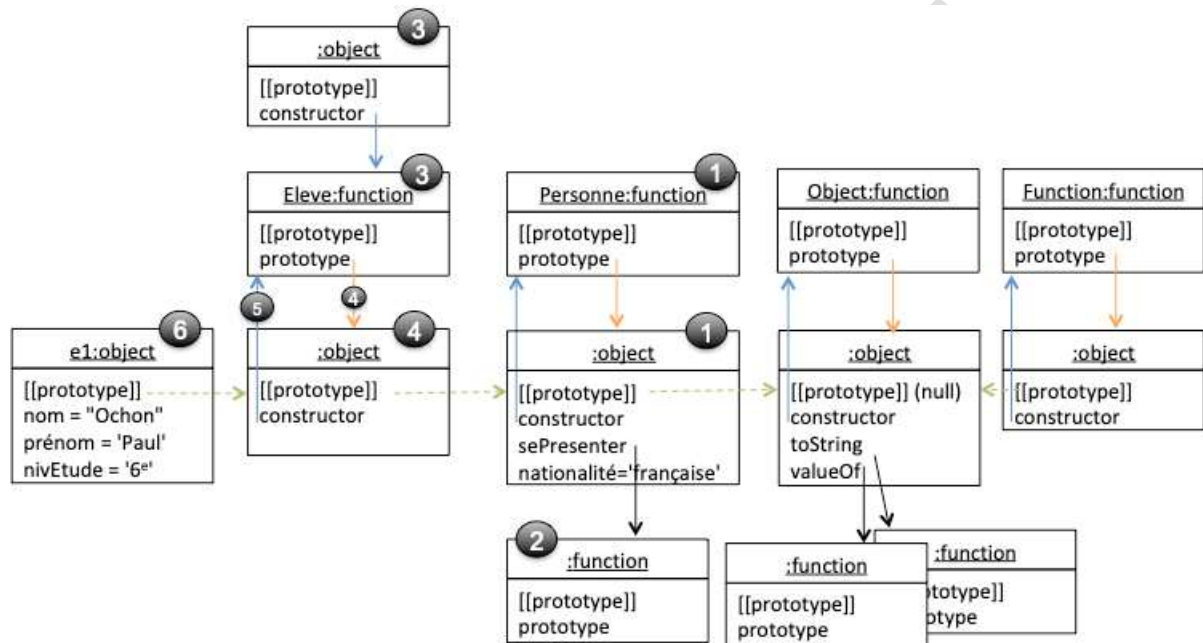 3
:object
[[prototype]]
constructor
3
Eleve:function
[[prototype]]
prototype
1
Personne:function
[[prototype]]
prototype
Object:function
[[prototype]]
prototype
Function:function
[[prototype]]
prototype
5
4
6
e1:object
[[prototype]]
nom = "Ochon"
prénom = 'Paul'
nivEtude = '6ᵉ'
4
:object
[[prototype]]
constructor
1
:object
[[prototype]]
constructor
sePresenter
nationalité='française'
:object
[[prototype]] (null)
constructor
toString
valueOf
:object
[[prototype]]
constructor
2
:function
[[prototype]]
prototype
:function
[[prototype]]
prototype
:function